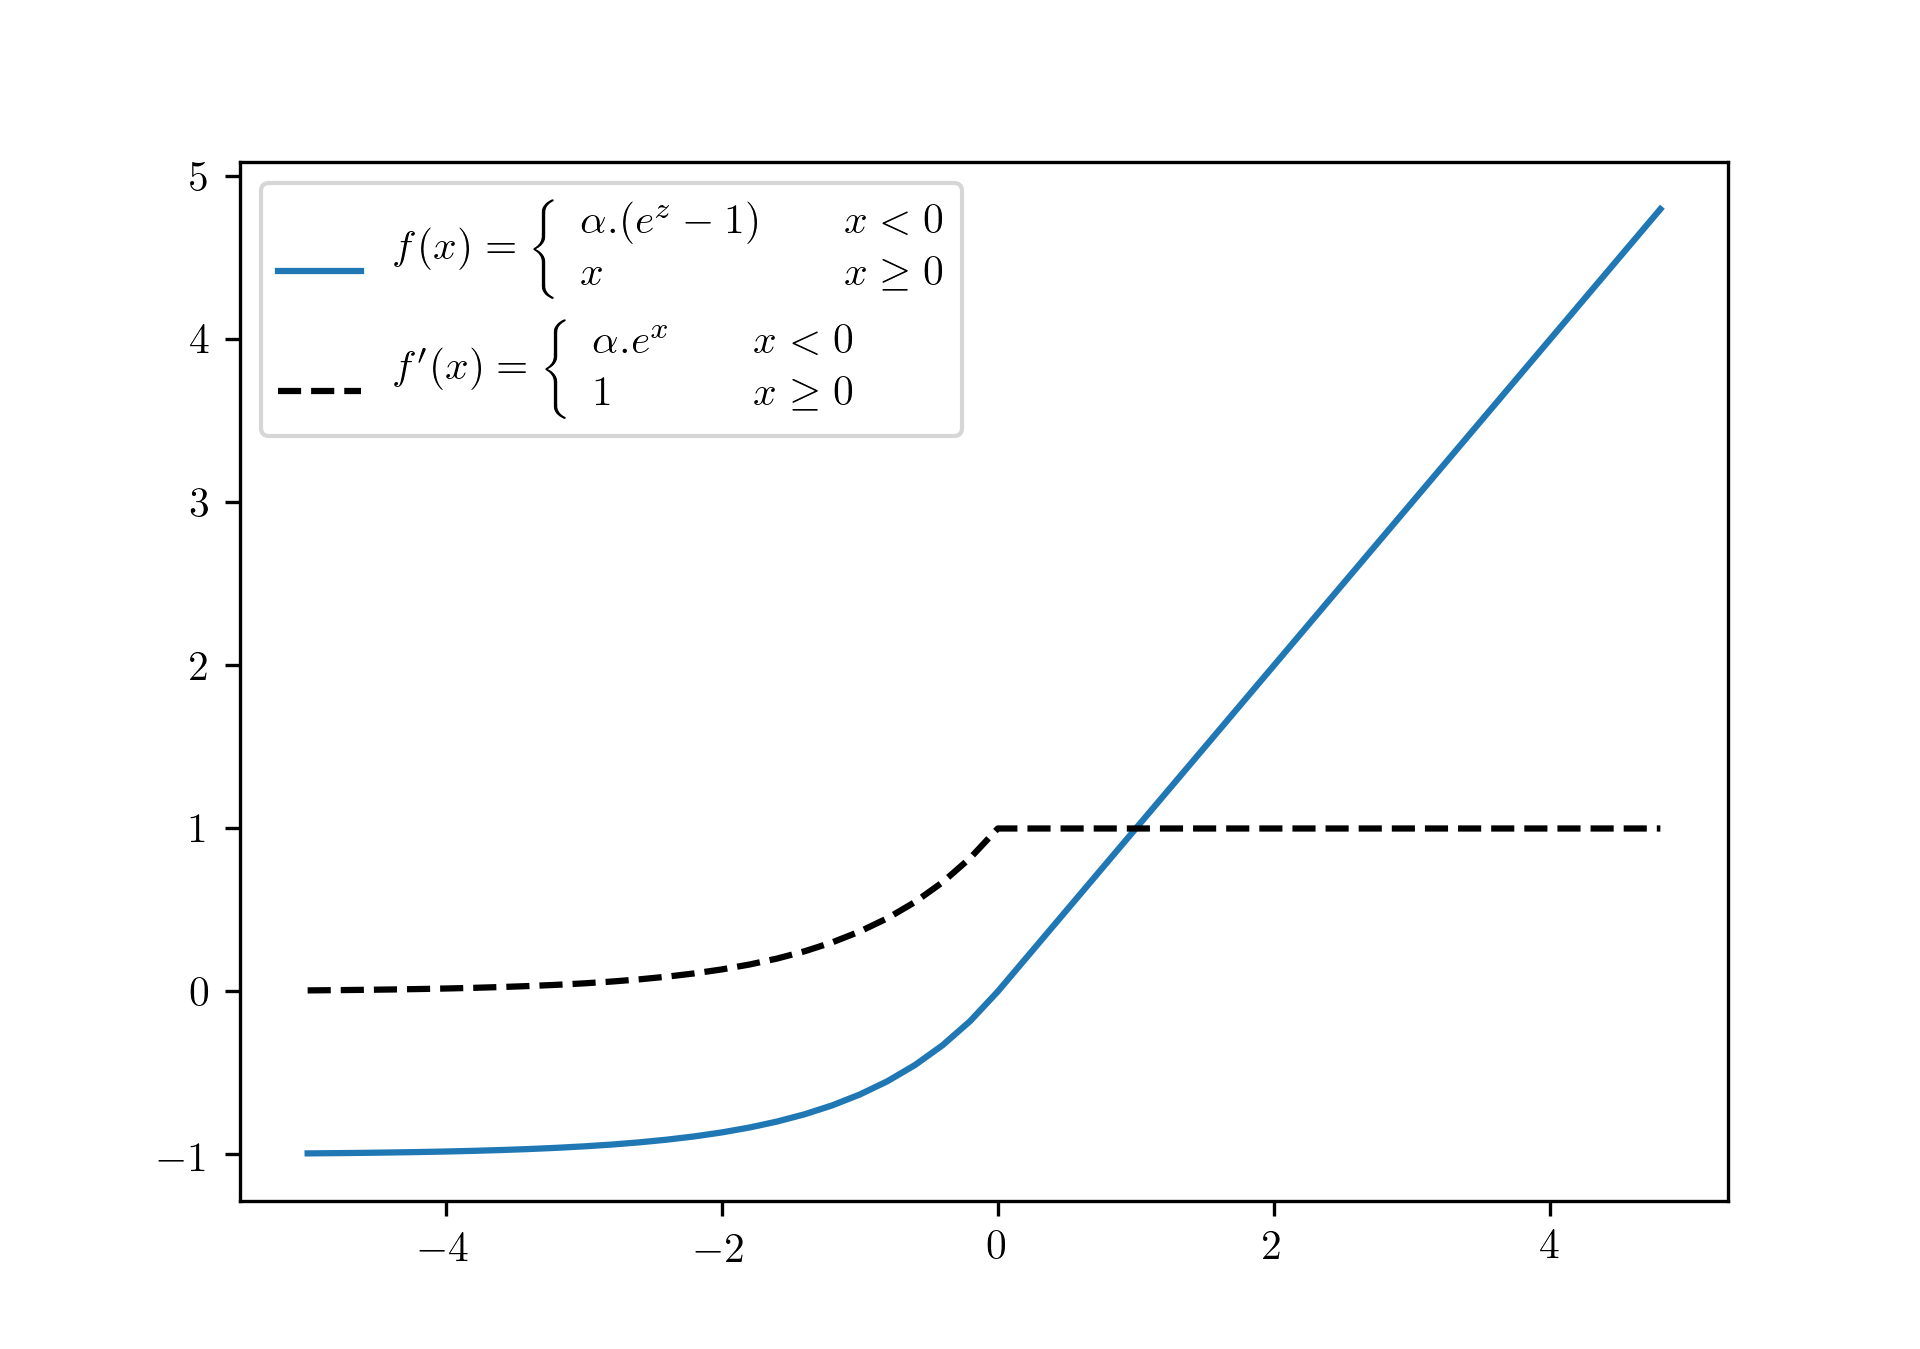 5
f(x) = { α.(e^z − 1) x < 0
x x ≥ 0
4
f′(x) = { α.e^x x < 0
1 x ≥ 0
3
2
1
0
−1
−4 −2 0 2 4